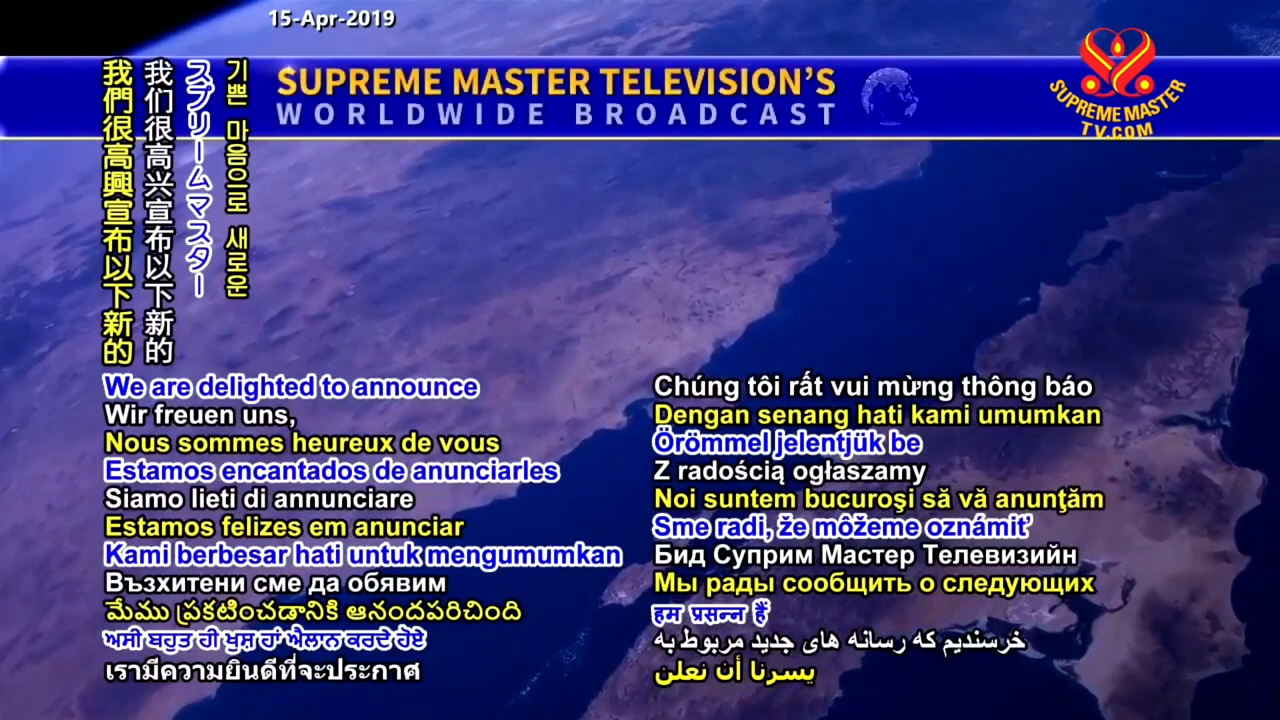 15-Apr-2019
SUPREME MASTER TELEVISION'S
WORLDWIDE BROADCAST
SUPREME MASTER
TV.COM
我們很高興宣布以下新的
我们很高兴宣布以下新的
スプリームマスター
기쁜 마음으로 새로운
We are delighted to announce
Wir freuen uns,
Nous sommes heureux de vous
Estamos encantados de anunciarles
Siamo lieti di annunciare
Estamos felizes em anunciar
Kami berbesar hati untuk mengumumkan
Възхитени сме да обявим
మేము ప్రకటించడానికి ఆనందపరిచింది
ਅਸੀ ਬਹੁਤ ਹੀ ਖੁਸ਼ ਹਾਂ ਐਲਾਨ ਕਰਦੇ ਹੋਏ
เรามีความยินดีที่จะประกาศ
Chúng tôi rất vui mừng thông báo
Dengan senang hati kami umumkan
Örömmel jelentjük be
Z radością ogłaszamy
Noi suntem bucuroşi să vă anunţăm
Sme radi, že môžeme oznámiť
Бид Суприм Мастер Телевизийн
Мы рады сообщить о следующих
हम प्रसन्न हैं
خرسندیم که رسانه های جدید مربوط به
يسرنا أن نعلن